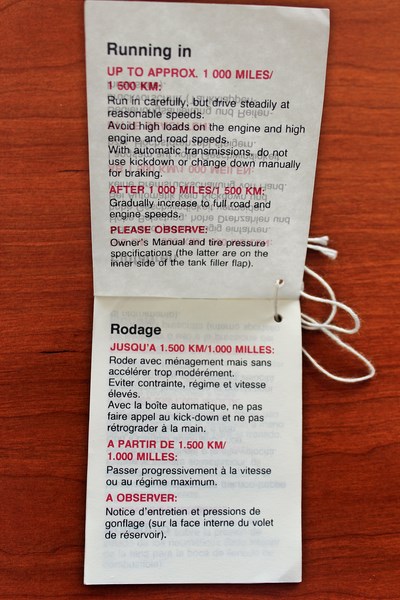 Running in
UP TO APPROX. 1 000 MILES/
1 500 KM:
Run in carefully, but drive steadily at
reasonable speeds.
Avoid high loads on the engine and high
engine and road speeds.
With automatic transmissions, do not
use kickdown or change down manually
for braking.
AFTER 1,000 MILES/1 500 KM:
Gradually increase to full road and
engine speeds.
PLEASE OBSERVE:
Owner's Manual and tire pressure
specifications (the latter are on the
inner side of the tank filler flap).
Rodage
JUSQU'A 1.500 KM/1.000 MILLES:
Roder avec ménagement mais sans
accélérer trop modérément.
Eviter contrainte, régime et vitesse
élevés.
Avec la boîte automatique, ne pas
faire appel au kick-down et ne pas
rétrograder à la main.
A PARTIR DE 1.500 KM/
1.000 MILLES:
Passer progressivement à la vitesse
ou au régime maximum.
A OBSERVER:
Notice d'entretien et pressions de
gonflage (sur la face interne du volet
de réservoir).